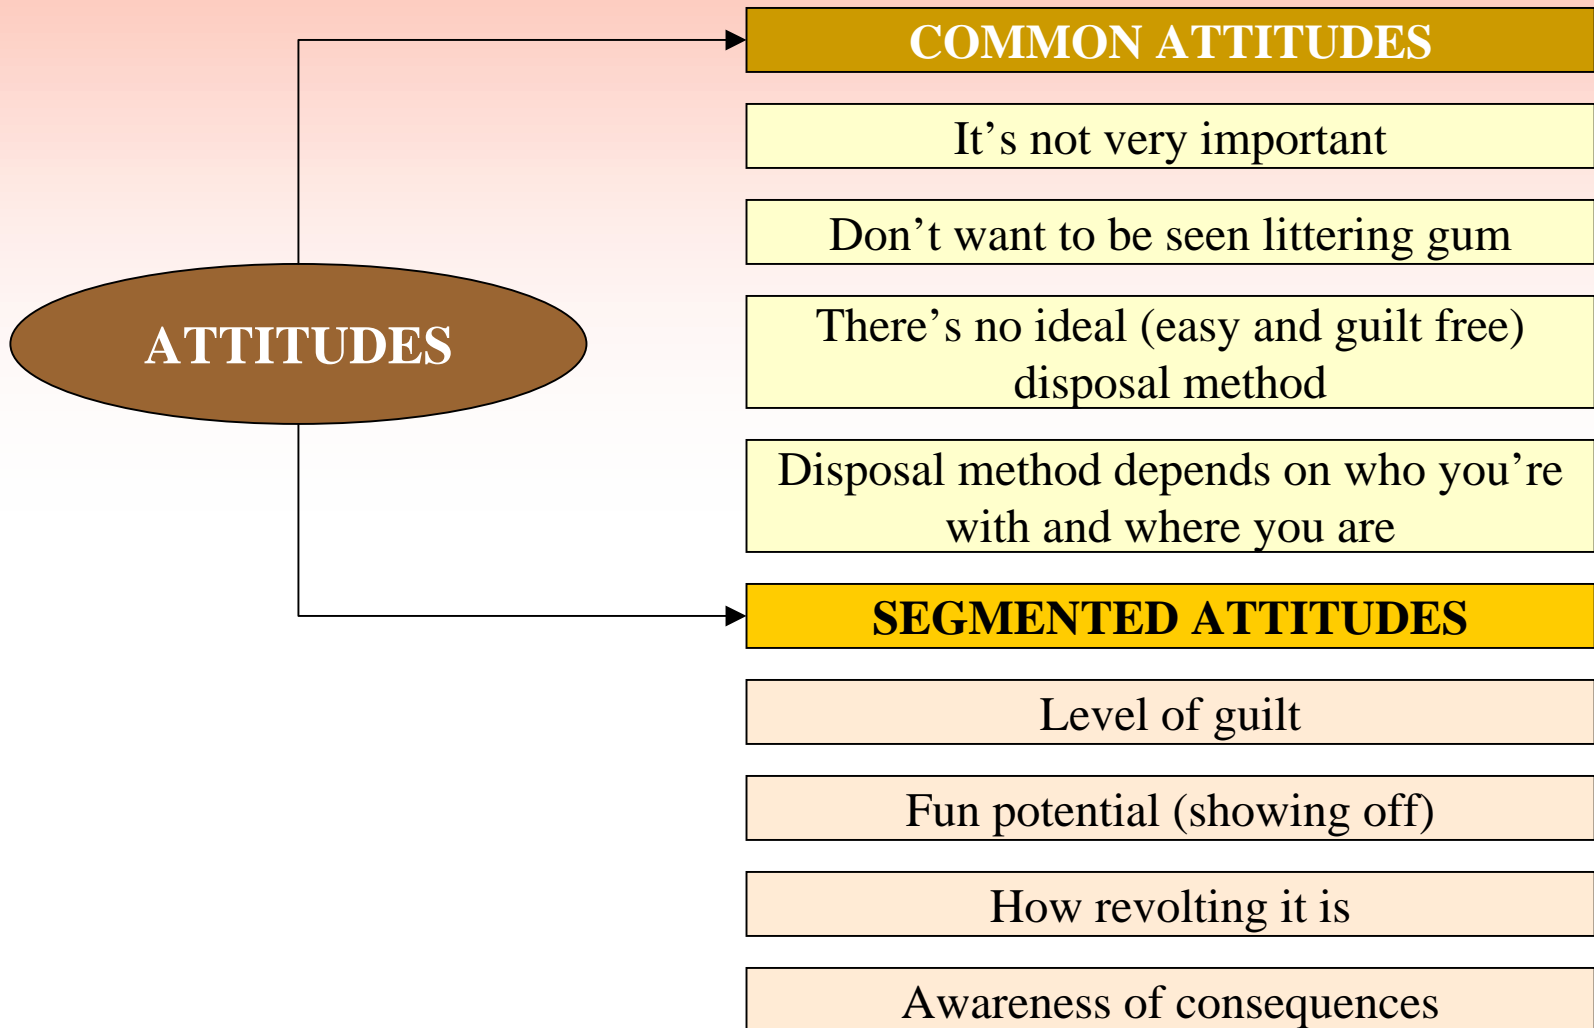 COMMON ATTITUDES
It’s not very important
Don’t want to be seen littering gum
There’s no ideal (easy and guilt free)
disposal method
ATTITUDES
Disposal method depends on who you’re
with and where you are
SEGMENTED ATTITUDES
Level of guilt
Fun potential (showing off)
How revolting it is
Awareness of consequences